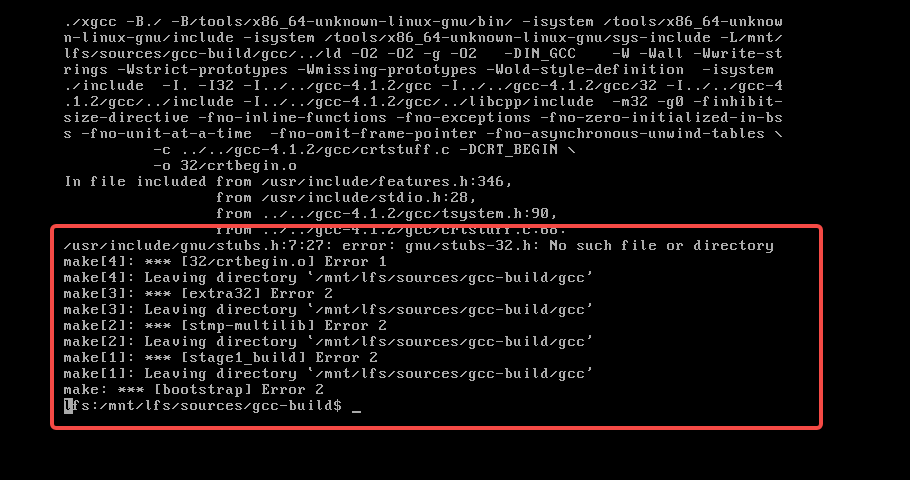 ./xgcc -B./ -B/tools/x86_64-unknown-linux-gnu/bin/ -isystem /tools/x86_64-unknow
n-linux-gnu/include -isystem /tools/x86_64-unknown-linux-gnu/sys-include -L/mnt/
lfs/sources/gcc-build/gcc/../ld -O2 -O2 -g -O2   -DIN_GCC    -W -Wall -Wwrite-st
rings -Wstrict-prototypes -Wmissing-prototypes -Wold-style-definition  -isystem 
./include  -I. -I32 -I../../gcc-4.1.2/gcc -I../../gcc-4.1.2/gcc/32 -I../../gcc-4
.1.2/gcc/../include -I../../gcc-4.1.2/gcc/../libcpp/include  -m32 -g0 -finhibit-
size-directive -fno-inline-functions -fno-exceptions -fno-zero-initialized-in-bs
s -fno-unit-at-a-time  -fno-omit-frame-pointer -fno-asynchronous-unwind-tables \
          -c ../../gcc-4.1.2/gcc/crtstuff.c -DCRT_BEGIN \
          -o 32/crtbegin.o
In file included from /usr/include/features.h:346,
                 from /usr/include/stdio.h:28,
                 from ../../gcc-4.1.2/gcc/tsystem.h:90,
                 from ../../gcc-4.1.2/gcc/crtstuff.c:68:
/usr/include/gnu/stubs.h:7:27: error: gnu/stubs-32.h: No such file or directory
make[4]: *** [32/crtbegin.o] Error 1
make[4]: Leaving directory `/mnt/lfs/sources/gcc-build/gcc'
make[3]: *** [extra32] Error 2
make[3]: Leaving directory `/mnt/lfs/sources/gcc-build/gcc'
make[2]: *** [stmp-multilib] Error 2
make[2]: Leaving directory `/mnt/lfs/sources/gcc-build/gcc'
make[1]: *** [stage1_build] Error 2
make[1]: Leaving directory `/mnt/lfs/sources/gcc-build/gcc'
make: *** [bootstrap] Error 2
lfs:/mnt/lfs/sources/gcc-build$ _